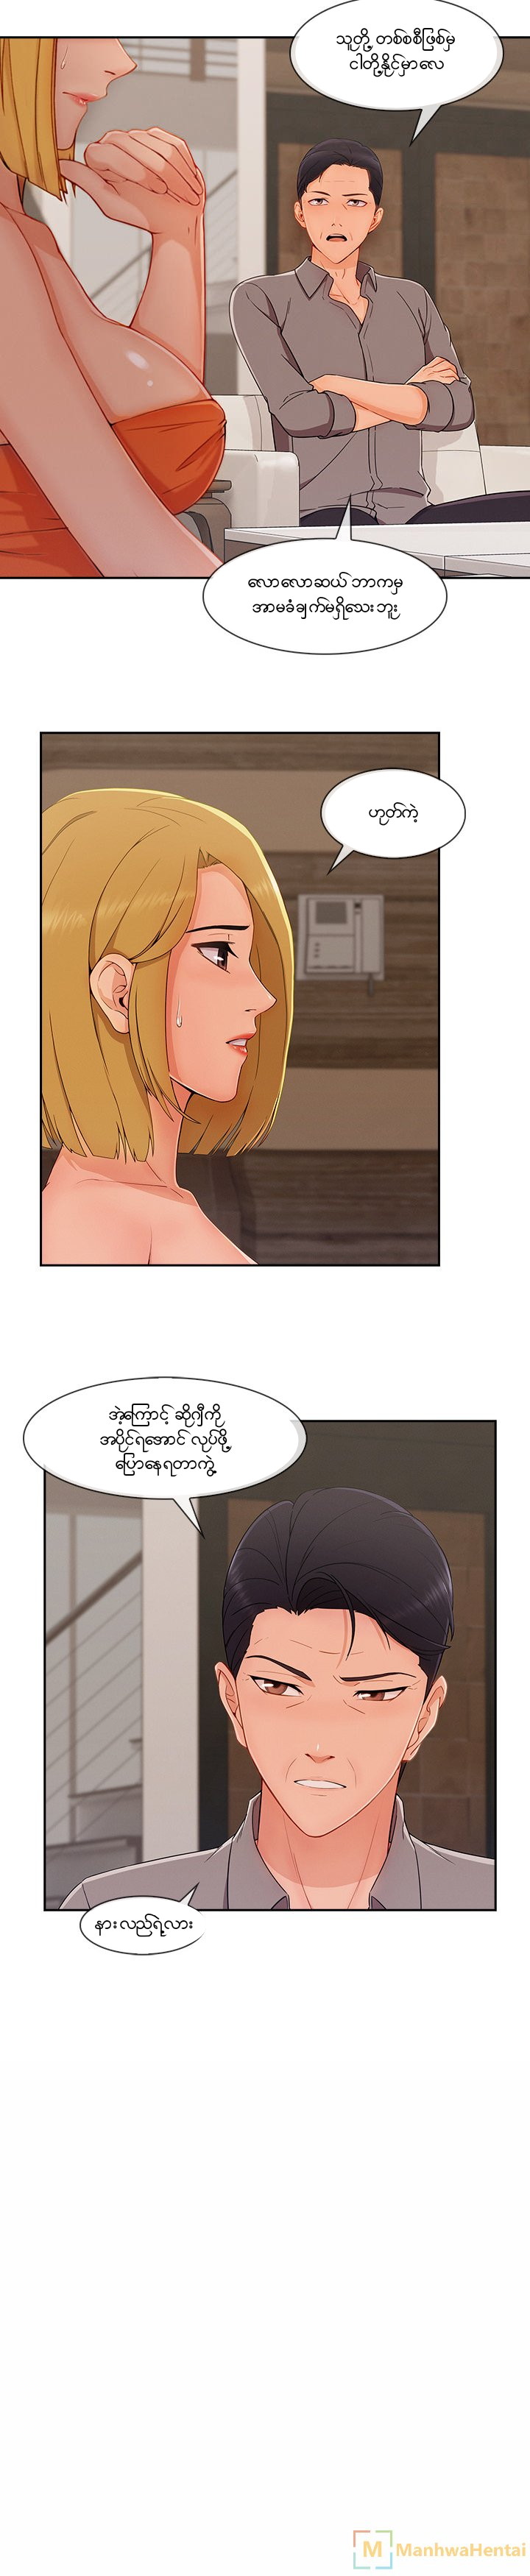 သူတို့ တစ်စစီဖြစ်မှ
ငါတို့နိုင်မှာလေ
လောလောဆယ် ဘာကမှ
အာမခံချက်မရှိသေးဘူး
ဟုတ်ကဲ့
အဲ့ကြောင့် ဆိုဂျီကို
အပိုင်ရအောင် လုပ်ဖို့
ပြောနေရတာကွဲ့
နားလည်ရဲ့လား
M ManhwaHentai